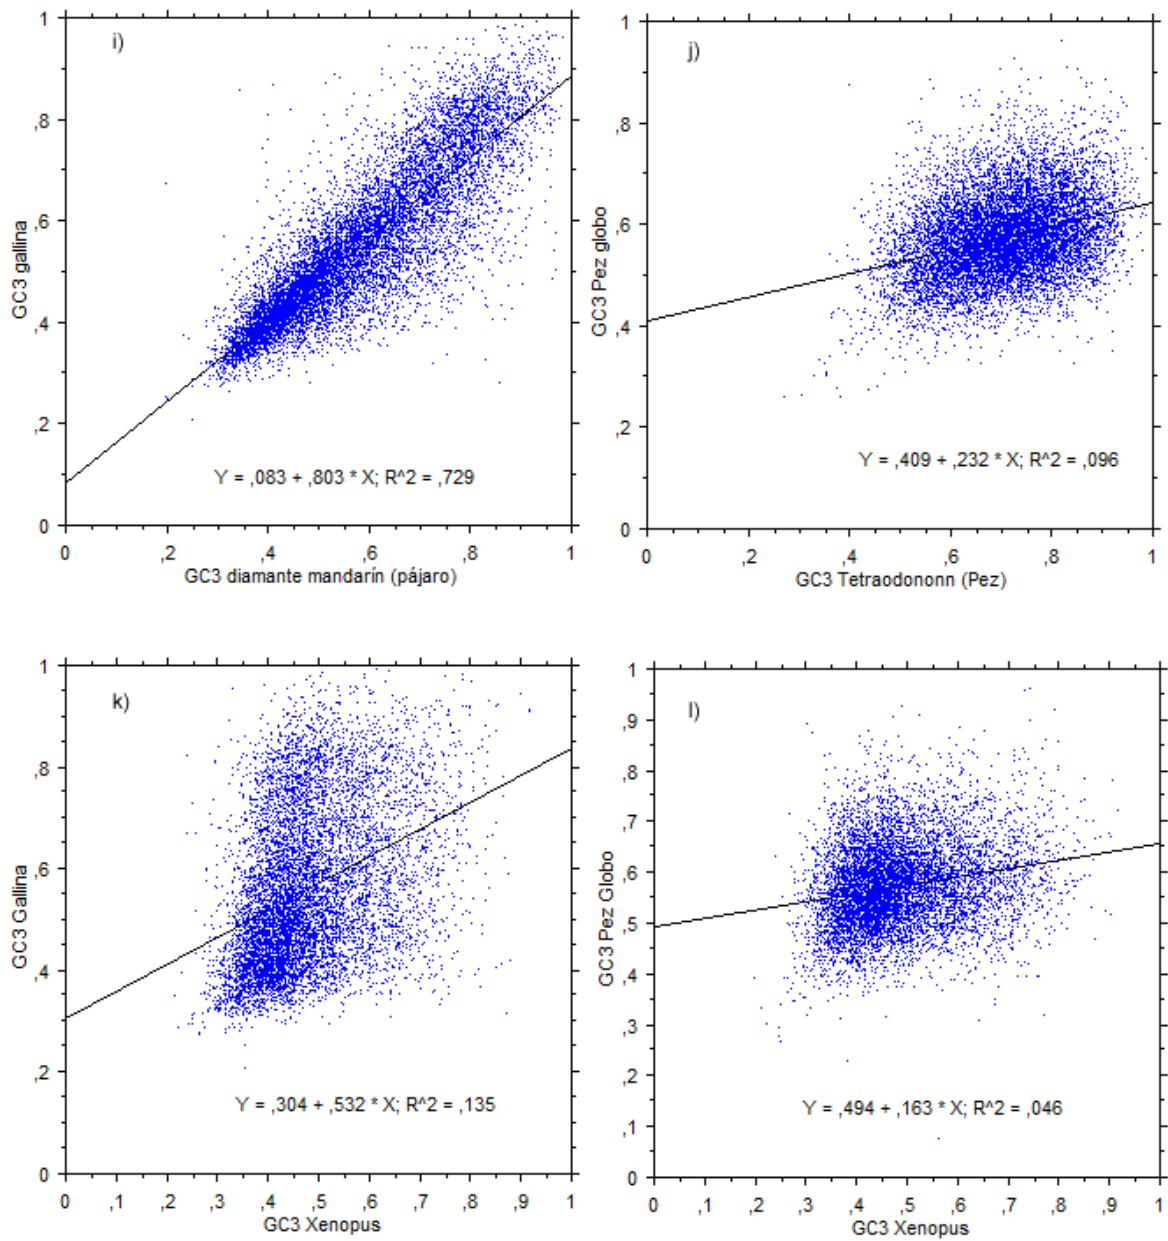 i)
GC3 gallina
1
,8
,6
,4
,2
0
Y = ,083 + ,803 * X; R^2 = ,729
0 ,2 ,4 ,6 ,8 1
GC3 diamante mandarín (pájaro)
j)
GC3 Pez globo
1
,8
,6
,4
,2
0
Y = ,409 + ,232 * X; R^2 = ,096
0 ,2 ,4 ,6 ,8 1
GC3 Tetraodononn (Pez)
k)
GC3 Gallina
1
,8
,6
,4
,2
0
Y = ,304 + ,532 * X; R^2 = ,135
0 ,1 ,2 ,3 ,4 ,5 ,6 ,7 ,8 ,9 1
GC3 Xenopus
l)
GC3 Pez Globo
1
,9
,8
,7
,6
,5
,4
,3
,2
,1
0
Y = ,494 + ,163 * X; R^2 = ,046
0 ,1 ,2 ,3 ,4 ,5 ,6 ,7 ,8 ,9 1
GC3 Xenopus